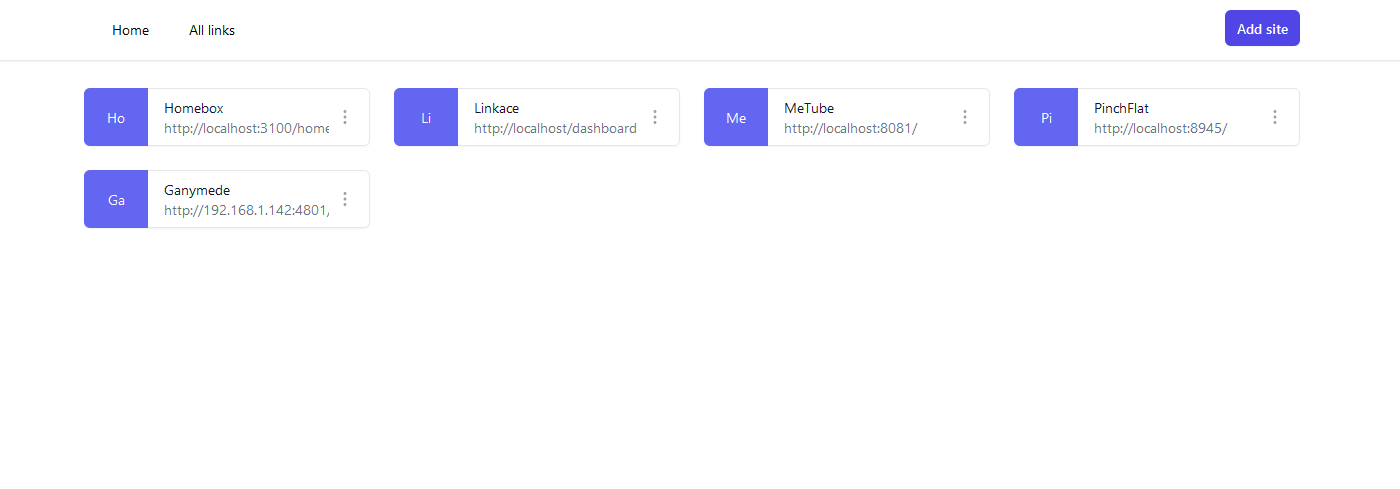 Home All links Add site
Ho Homebox
http://localhost:3100/home
Li Linkace
http://localhost/dashboard
Me MeTube
http://localhost:8081/
Pi PinchFlat
http://localhost:8945/
Ga Ganymede
http://192.168.1.142:4801/